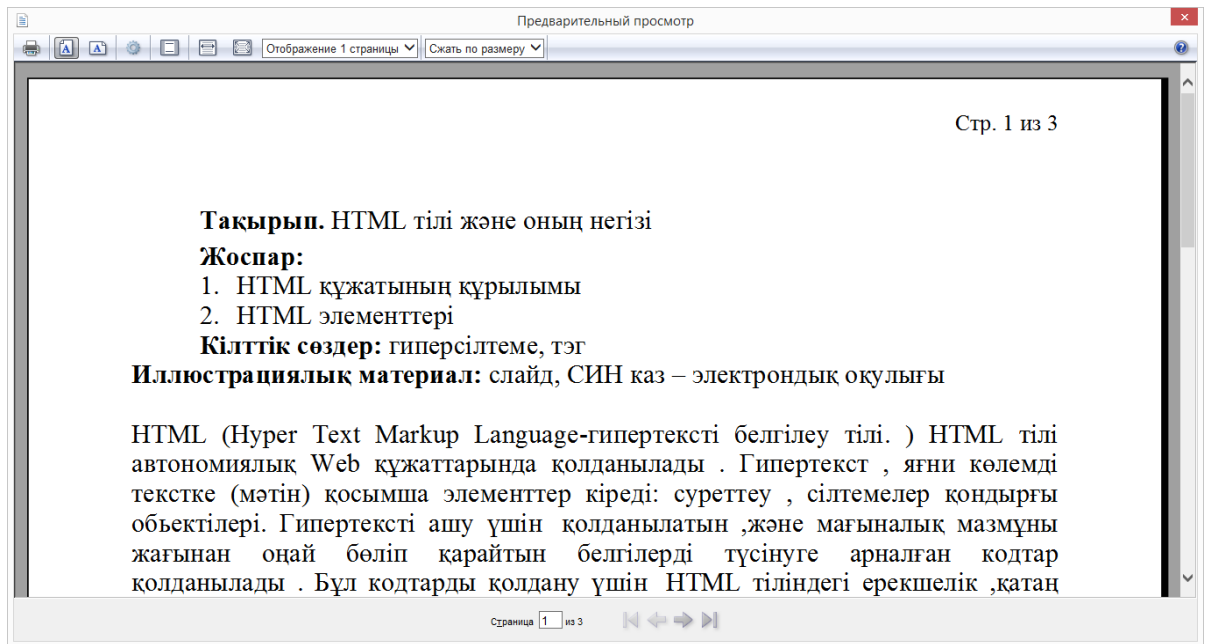 Предварительный просмотр
Отображение 1 страницы Сжать по размеру
Стр. 1 из 3
Тақырып. HTML тілі және оның негізі
Жоспар:
1. HTML құжатының құрылымы
2. HTML элементтері
Кілттік сөздер: гиперсілтеме, тэг
Иллюстрациялық материал: слайд, СИН каз – электрондық оқулығы
HTML (Hyper Text Markup Language-гипертексті белгілеу тілі. ) HTML тілі
автономиялық Web құжаттарында қолданылады . Гипертекст , яғни көлемді
текстке (мәтін) қосымша элементтер кіреді: суреттеу , сілтемелер қондырғы
обьектілері. Гипертексті ашу үшін қолданылатын ,және мағыналық мазмұны
жағынан оңай бөліп қарайтын белгілерді түсінуге арналған кодтар
қолданылады . Бұл кодтарды қолдану үшін HTML тіліндегі ерекшелік ,қатаң
Страница 1 из 3